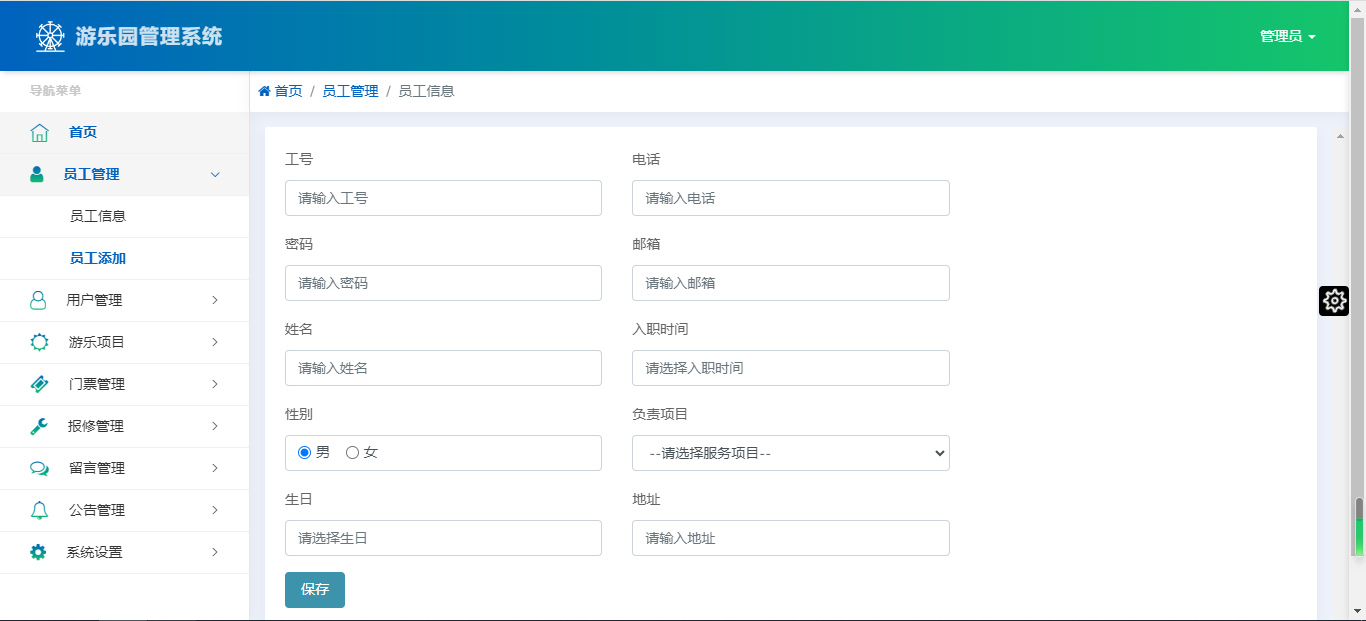 游乐园管理系统
管理员
导航菜单
首页 / 员工管理 / 员工信息
首页
员工管理
员工信息
员工添加
用户管理
游乐项目
门票管理
报修管理
留言管理
公告管理
系统设置
工号
电话
请输入工号
请输入电话
密码
邮箱
请输入密码
请输入邮箱
姓名
入职时间
请输入姓名
请选择入职时间
性别
负责项目
男 女
--请选择服务项目--
生日
地址
请选择生日
请输入地址
保存